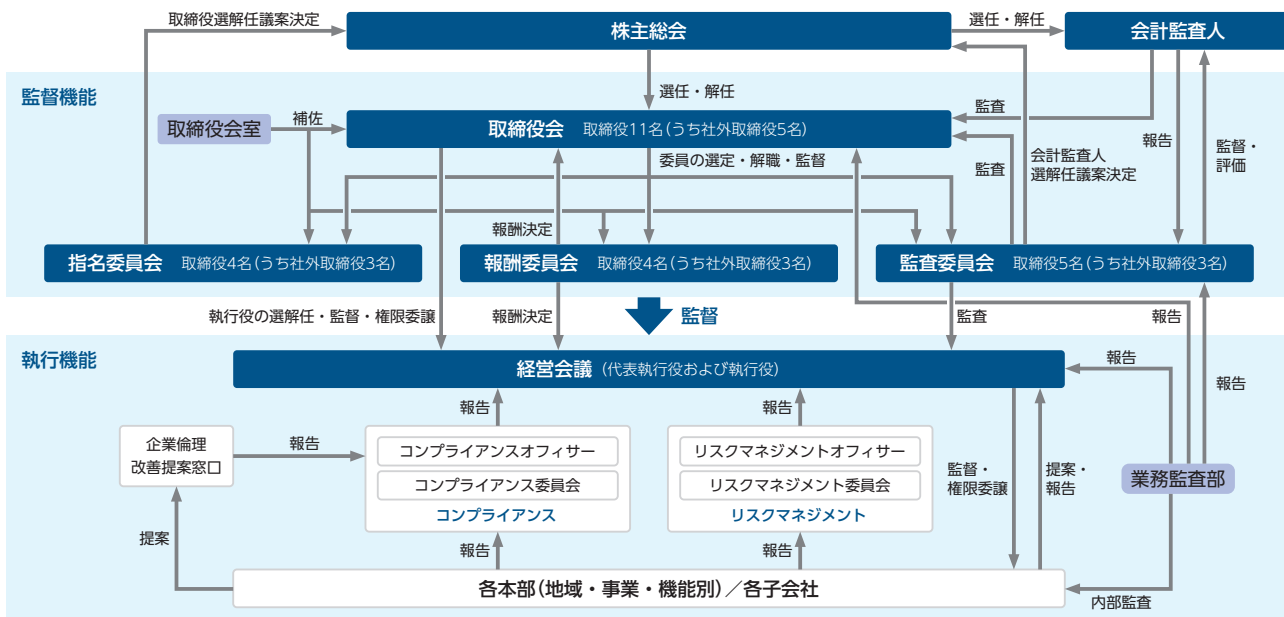 取締役選解任議案決定
株主総会
選任・解任
会計監査人
監督機能
選任・解任
取締役会室
補佐
取締役会 取締役11名(うち社外取締役5名)
監査
報告
監督・
評価
委員の選定・解職・監督
監査
会計監査人
選解任議案決定
報酬決定
指名委員会 取締役4名(うち社外取締役3名)
報酬委員会 取締役4名(うち社外取締役3名)
監査委員会 取締役5名(うち社外取締役3名)
執行役の選解任・監督・権限委譲
報酬決定
監督
監査
報告
執行機能
経営会議 (代表執行役および執行役)
報告
報告
報告
報告
企業倫理
改善提案窓口
報告
コンプライアンスオフィサー
コンプライアンス委員会
コンプライアンス
リスクマネジメントオフィサー
リスクマネジメント委員会
リスクマネジメント
監督・
権限委譲
提案・
報告
業務監査部
提案
報告
報告
各本部(地域・事業・機能別)／各子会社
内部監査